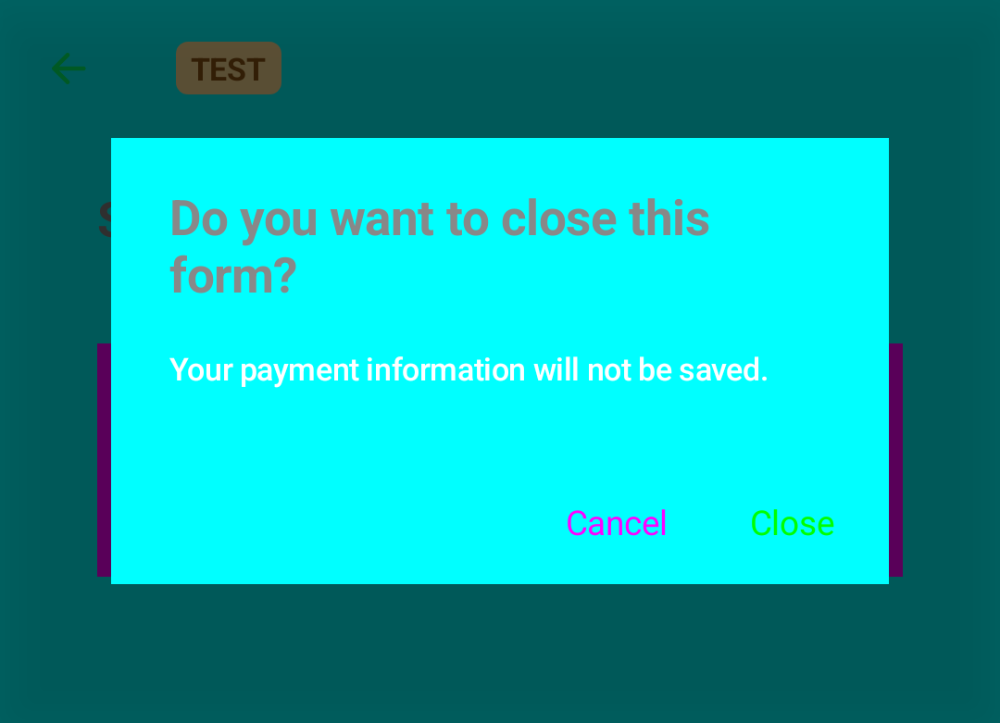 TEST
Do you want to close this
form?
Your payment information will not be saved.
Cancel
Close